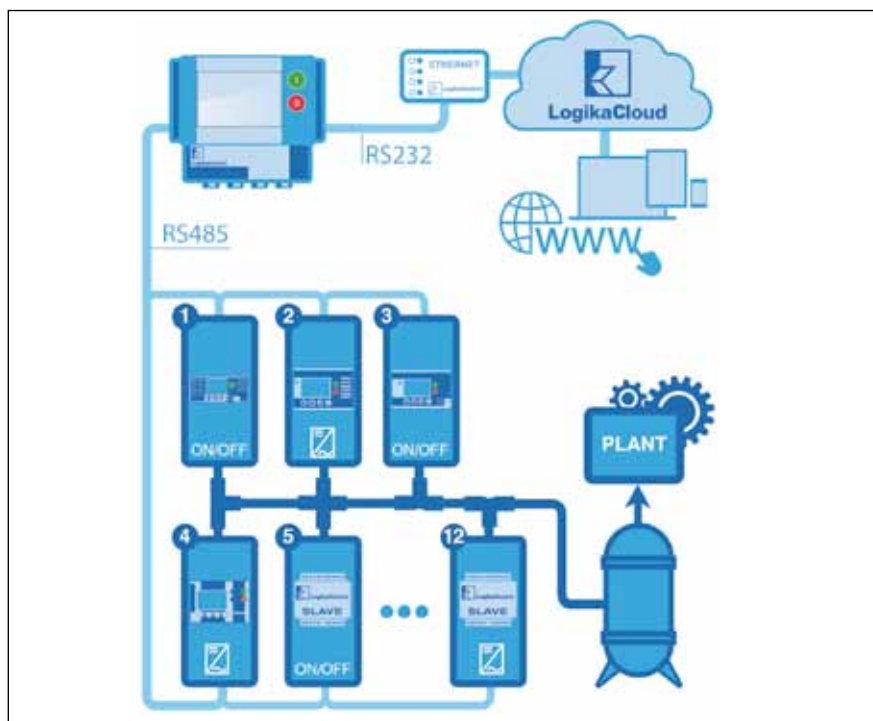 ETHERNET
LogikaCloud
RS232
WWW
RS485
1
2
3
ON/OFF
ON/OFF
PLANT
4
5
12
SLAVE
SLAVE
ON/OFF